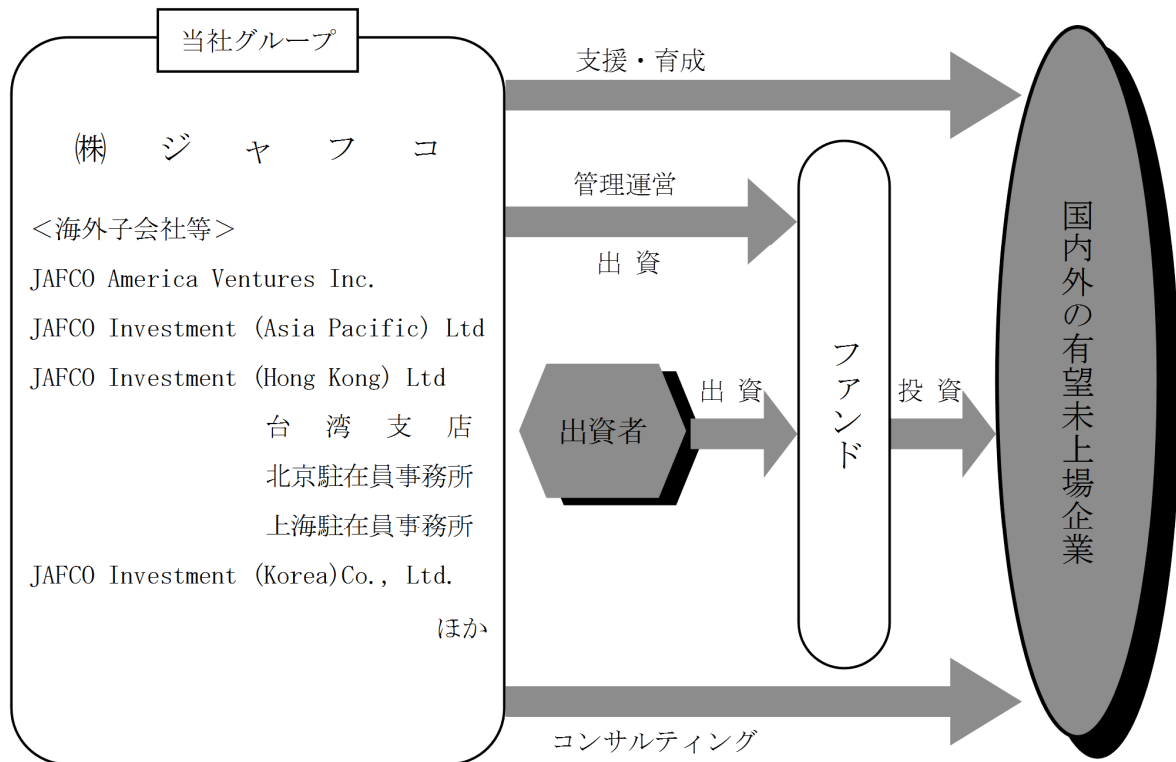 当社グループ
㈱ジャフコ
＜海外子会社等＞
JAFCO America Ventures Inc.
JAFCO Investment (Asia Pacific) Ltd
JAFCO Investment (Hong Kong) Ltd
台湾支店
北京駐在員事務所
上海駐在員事務所
JAFCO Investment (Korea)Co., Ltd.
ほか
支援・育成
管理運営
出資
出資者
出資
ファンド
投資
コンサルティング
国内外の有望未上場企業